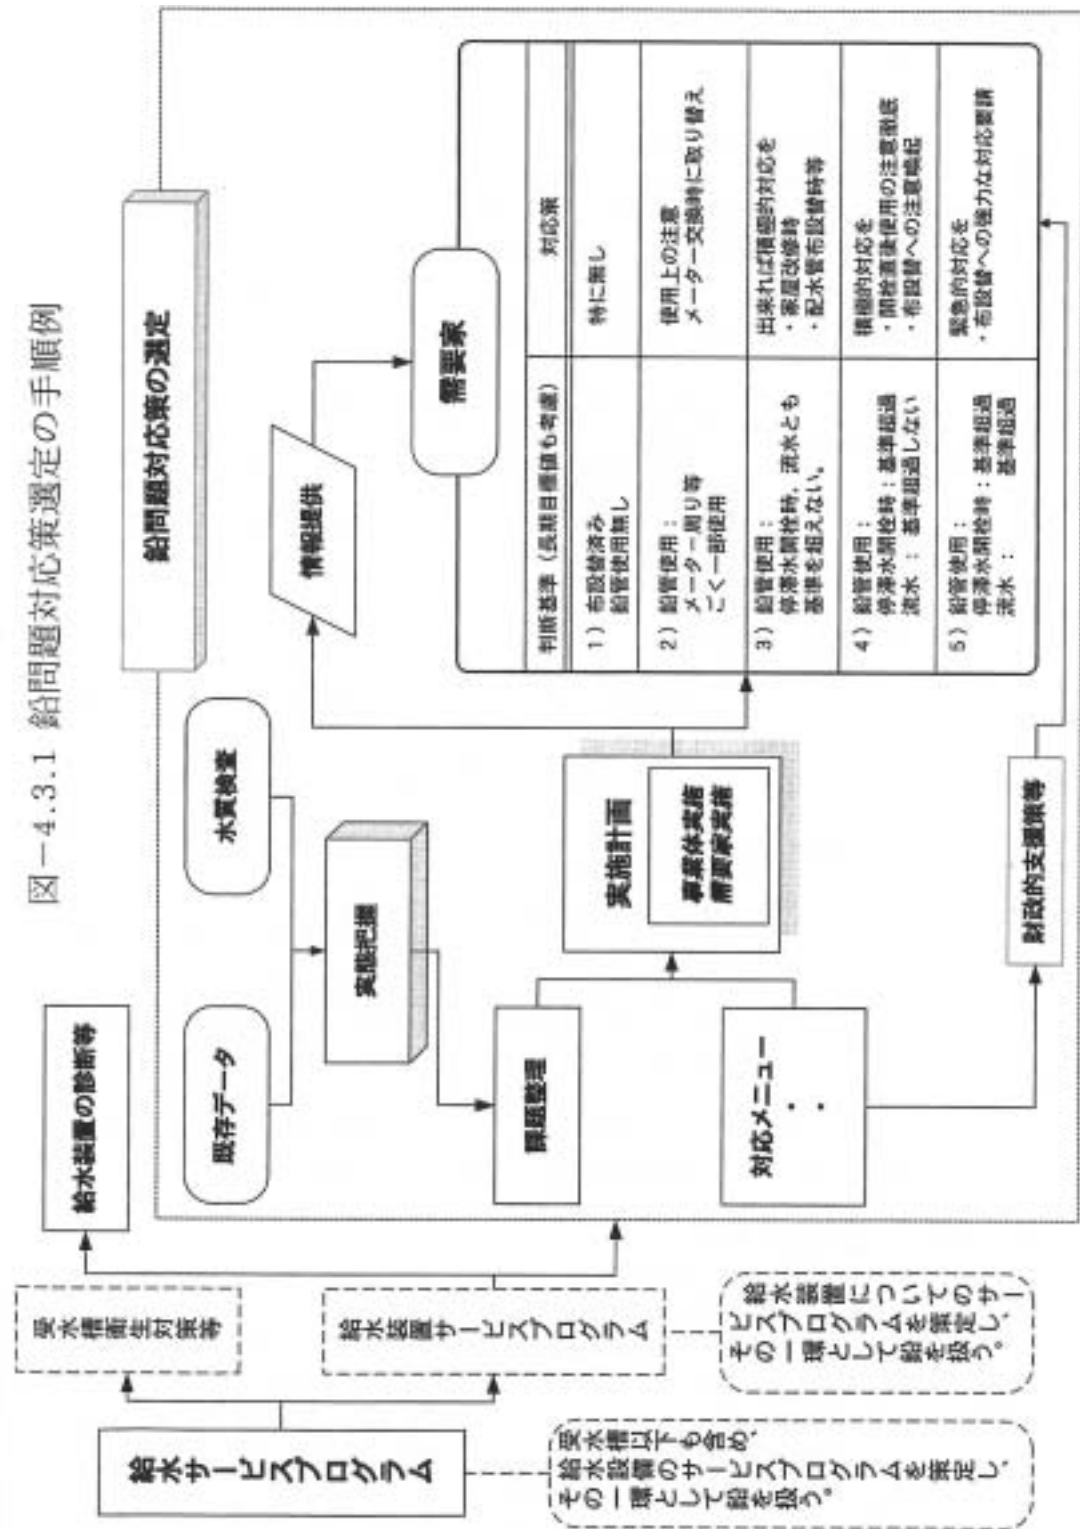 図－4.3.1 鉛問題対応策選定の手順例
給水サービスプログラム
受水槽以下も含め、
給水設備のサービスプログラムを策定し、
その一環として鉛を扱う。
受水槽衛生対策等
給水装置サービスプログラム
給水装置についてのサー
ビスプログラムを策定し、
その一環として鉛を扱う。
給水装置の診断等
鉛問題対応策の選定
既存データ
水質検査
実態把握
課題整理
対応メニュー
・
・
実施計画
事業体実施
需要家実施
情報提供
財政的支援策等
需要家
判断基準（長期目標値も考慮）
対応策
1）布設替済み
鉛管使用無し
特に無し
2）鉛管使用：
メーター周り等
ごく一部使用
使用上の注意
メーター交換時に取り替え
3）鉛管使用：
停滞水開栓時，流水とも
基準を超えない。
出来れば積極的対応を
・家屋改修時
・配水管布設替時等
4）鉛管使用：
停滞水開栓時：基準超過
流水：基準超過しない
積極的対応を
・開栓直後使用の注意徹底
・布設替への注意喚起
5）鉛管使用：
停滞水開栓時：基準超過
流水：基準超過
緊急的対応を
・布設替への強力な対応要請